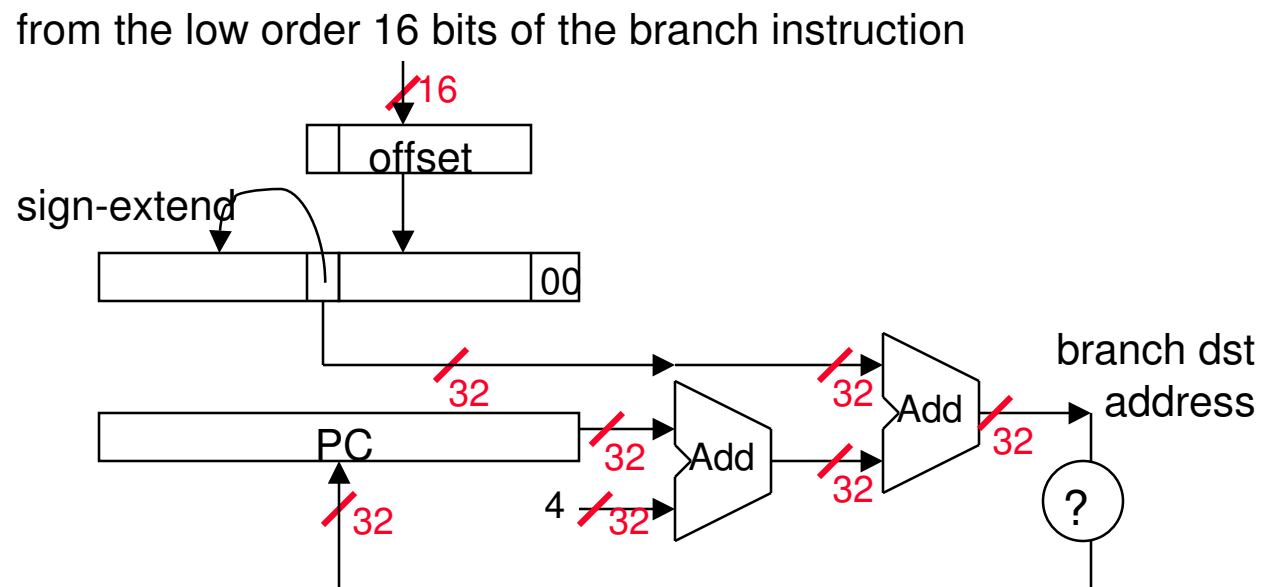 from the low order 16 bits of the branch instruction
16
offset
sign-extend
00
branch dst
address
32
32
Add
32
PC
32
Add
32
4
32
32
?